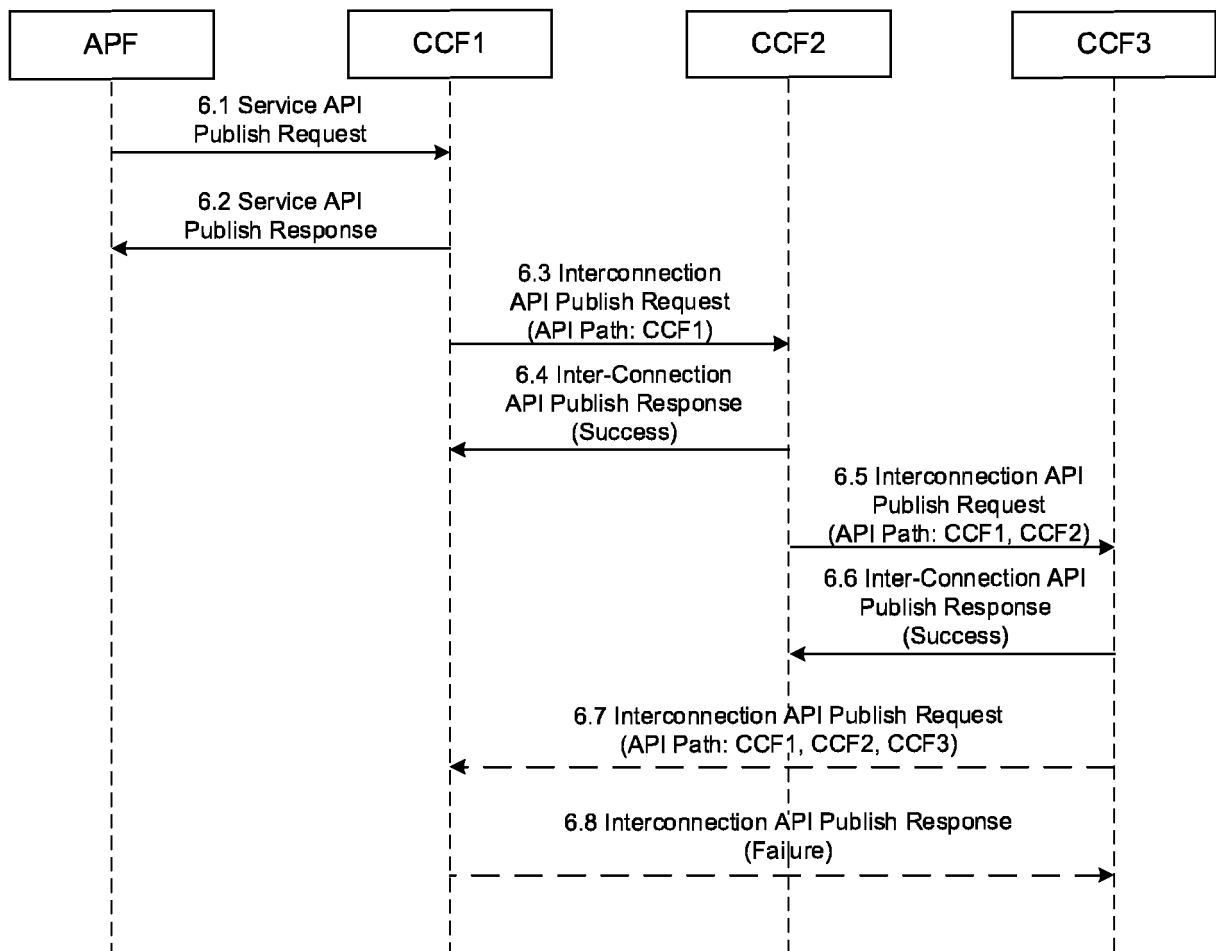 APF
CCF1
CCF2
CCF3
6.1 Service API
Publish Request
6.2 Service API
Publish Response
6.3 Interconnection
API Publish Request
(API Path: CCF1)
6.4 Inter-Connection
API Publish Response
(Success)
6.5 Interconnection API
Publish Request
(API Path: CCF1, CCF2)
6.6 Inter-Connection API
Publish Response
(Success)
6.7 Interconnection API Publish Request
(API Path: CCF1, CCF2, CCF3)
6.8 Interconnection API Publish Response
(Failure)